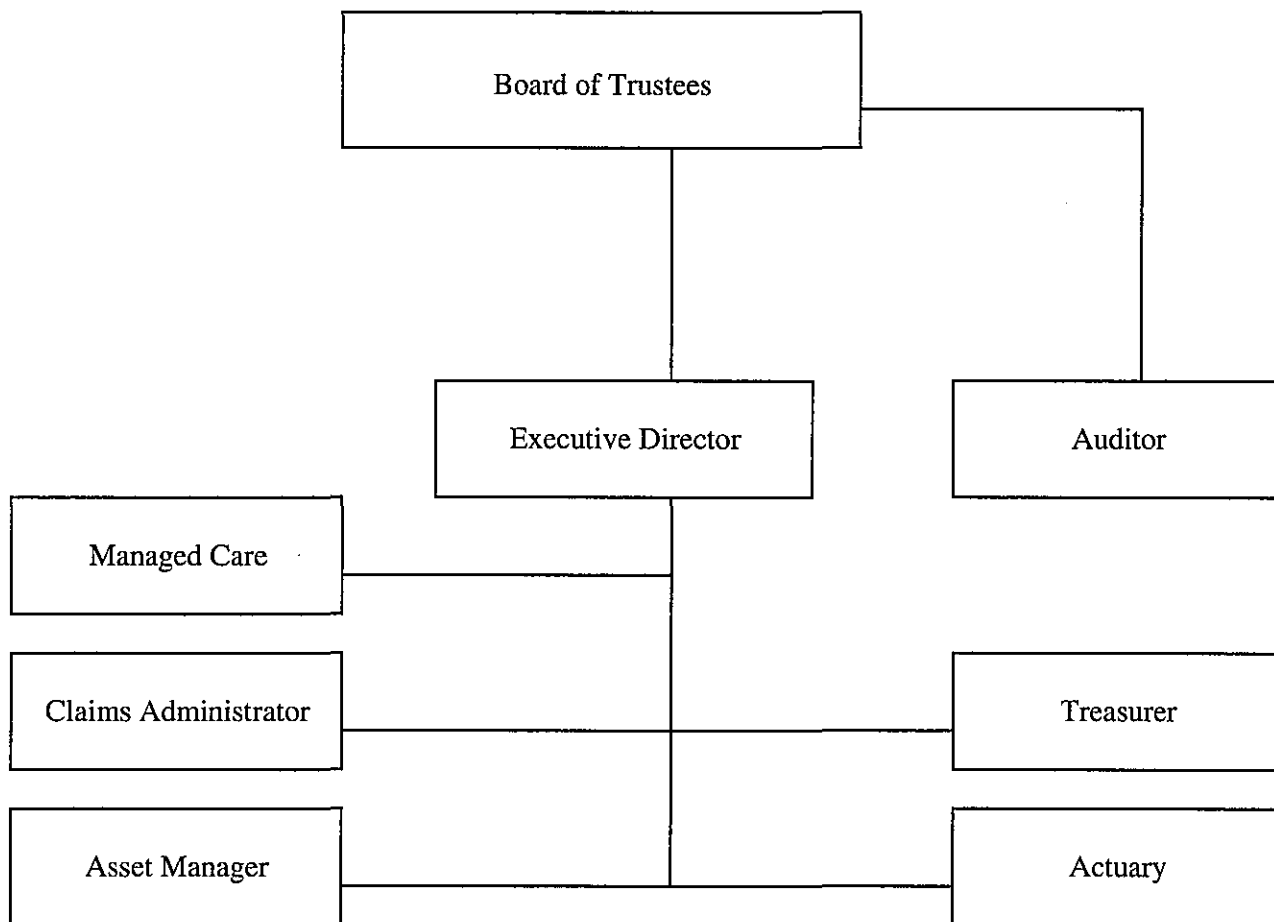 Board of Trustees
Executive Director
Auditor
Managed Care
Claims Administrator
Treasurer
Asset Manager
Actuary